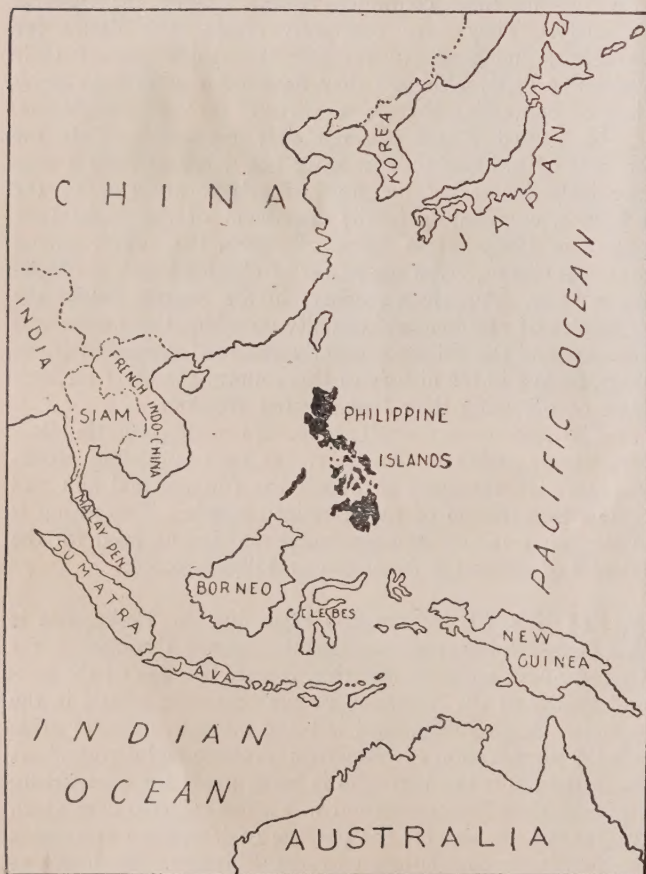 CHINA
KOREA
JAPAN
PACIFIC OCEAN
INDIA
FRENCH INDO-CHINA
SIAM
PHILIPPINE
ISLANDS
MALAY PEN.
SUMATRA
BORNEO
CELEBES
NEW
GUINEA
JAVA
INDIAN
OCEAN
AUSTRALIA